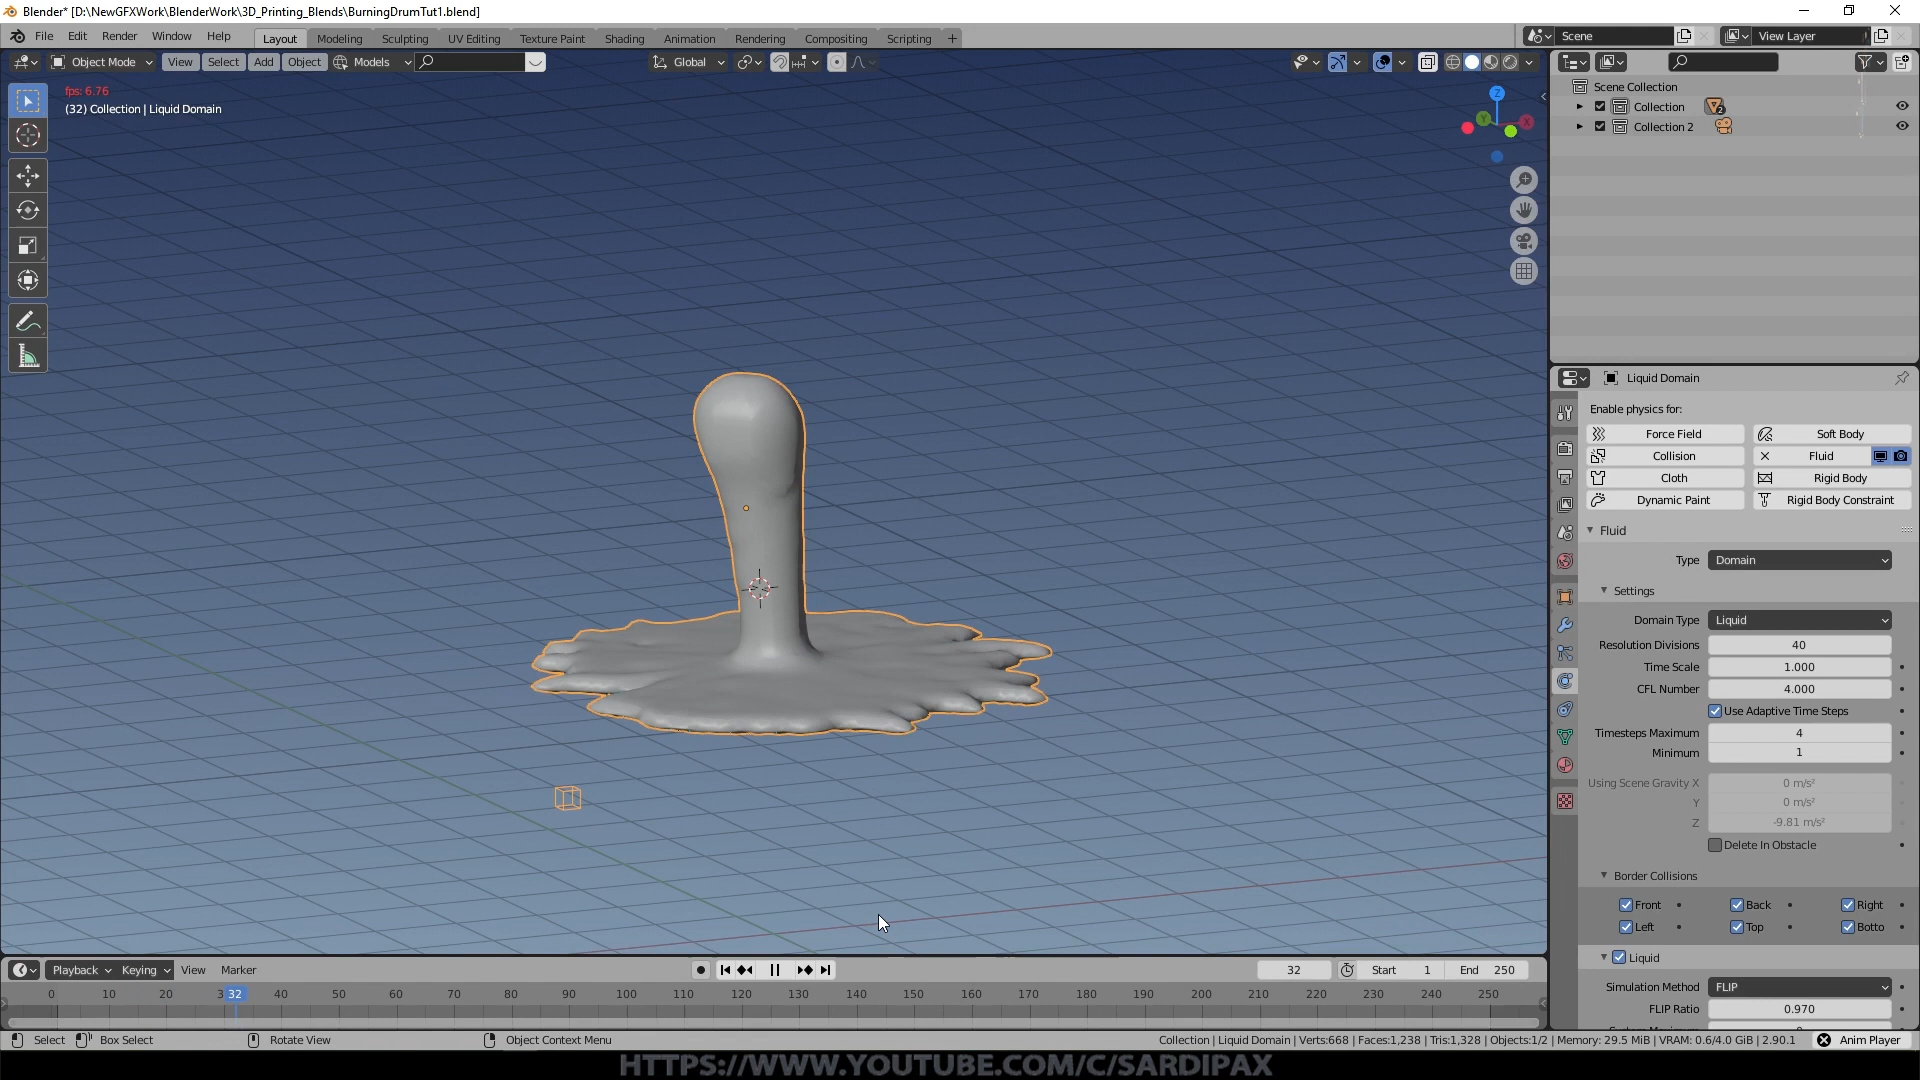 Blender* [D:\NewGFXWork\BlenderWork\3D_Printing_Blends\BurningDrumTut1.blend]
File Edit Render Window Help Layout Modeling Sculpting UV Editing Texture Paint Shading Animation Rendering Compositing Scripting + Scene View Layer
Object Mode View Select Add Object Models Global
fps: 6.76
(32) Collection | Liquid Domain
Z
Y
X
Scene Collection
Collection 2
Collection 2
Liquid Domain
Enable physics for:
Force Field Soft Body
Collision Fluid
Cloth Rigid Body
Dynamic Paint Rigid Body Constraint
Fluid
Type Domain
Settings
Domain Type Liquid
Resolution Divisions 40
Time Scale 1.000
CFL Number 4.000
Use Adaptive Time Steps
Timesteps Maximum 4
Minimum 1
Using Scene Gravity X 0 m/s²
Y 0 m/s²
Z -9.81 m/s²
Delete In Obstacle
Border Collisions
Front Back Right
Left Top Botto
Liquid
Simulation Method FLIP
FLIP Ratio 0.970
Playback Keying View Marker 32 Start 1 End 250
0 10 20 3 32 40 50 60 70 80 90 100 110 120 130 140 150 160 170 180 190 200 210 220 230 240 250
Select Box Select Rotate View Object Context Menu Collection | Liquid Domain | Verts:668 | Faces:1,238 | Tris:1,328 | Objects:1/2 | Memory: 29.5 MiB | VRAM: 0.6/4.0 GiB | 2.90.1 Anim Player
HTTPS://WWW.YOUTUBE.COM/C/SARDIPAX